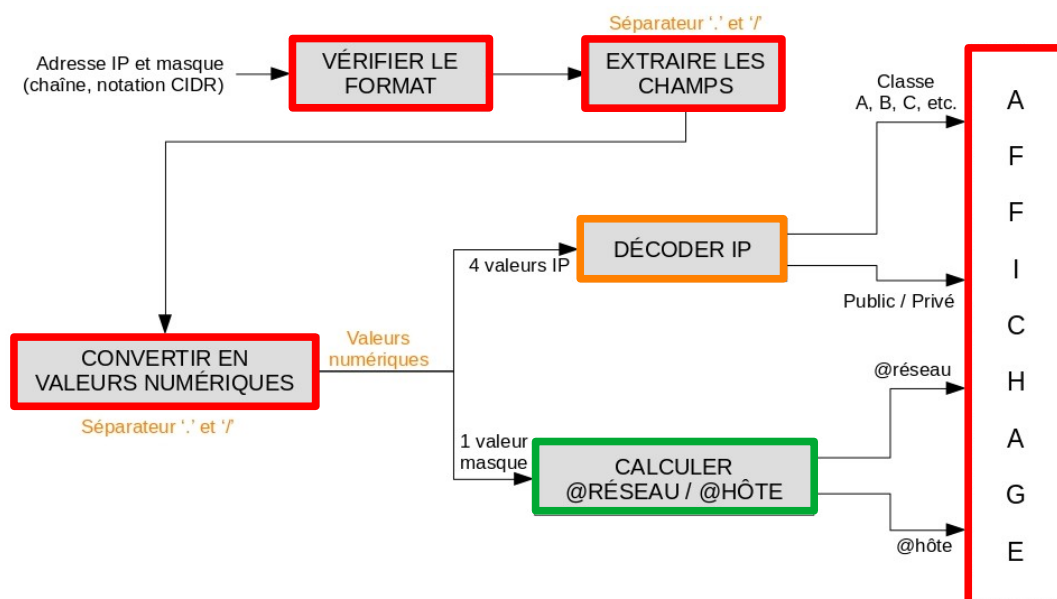 Séparateur ‘.’ et ‘/’
Adresse IP et masque
(chaîne, notation CIDR)
VÉRIFIER LE
FORMAT
EXTRAIRE LES
CHAMPS
Classe
A, B, C, etc.
4 valeurs IP
DÉCODER IP
Public / Privé
CONVERTIR EN
VALEURS NUMÉRIQUES
Séparateur ‘.’ et ‘/’
Valeurs
numériques
1 valeur
masque
CALCULER
@RÉSEAU / @HÔTE
@réseau
@hôte
A
F
F
I
C
H
A
G
E